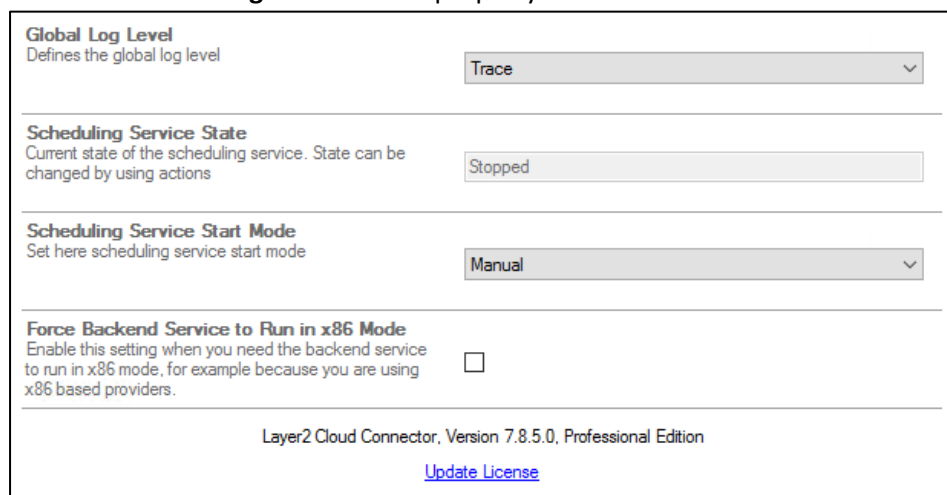 Global Log Level
Defines the global log level
Trace
Scheduling Service State
Current state of the scheduling service. State can be
changed by using actions
Stopped
Scheduling Service Start Mode
Set here scheduling service start mode
Manual
Force Backend Service to Run in x86 Mode
Enable this setting when you need the backend service
to run in x86 mode, for example because you are using
x86 based providers.
Layer2 Cloud Connector, Version 7.8.5.0, Professional Edition
Update License